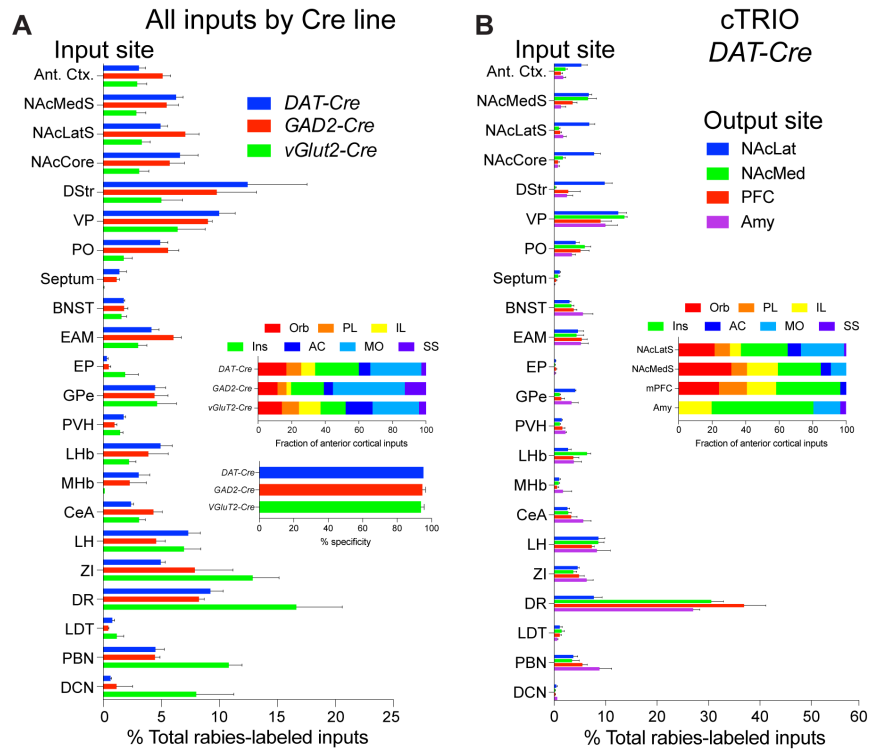 A
All inputs by Cre line
Input site
Ant. Ctx.
NAcMedS
NAcLatS
NAcCore
DStr
VP
PO
Septum
BNST
EAM
EP
GPe
PVH
LHb
MHb
CeA
LH
ZI
DR
LDT
PBN
DCN
DAT-Cre
GAD2-Cre
vGlut2-Cre
Orb PL IL
Ins AC MO SS
DAT-Cre
GAD2-Cre
vGluT2-Cre
0 20 40 60 80 100
Fraction of anterior cortical inputs
DAT-Cre
GAD2-Cre
VGluT2-Cre
0 20 40 60 80 100
% specificity
0 5 10 15 20 25
% Total rabies-labeled inputs
B
cTRIO
DAT-Cre
Input site
Ant. Ctx.
NAcMedS
NAcLatS
NAcCore
DStr
VP
PO
Septum
BNST
EAM
EP
GPe
PVH
LHb
MHb
CeA
LH
ZI
DR
LDT
PBN
DCN
Output site
NAcLat
NAcMed
PFC
Amy
Orb PL IL
Ins AC MO SS
NAcLatS
NAcMedS
mPFC
Amy
0 20 40 60 80 100
Fraction of anterior cortical inputs
0 10 20 30 40 50 60
% Total rabies-labeled inputs